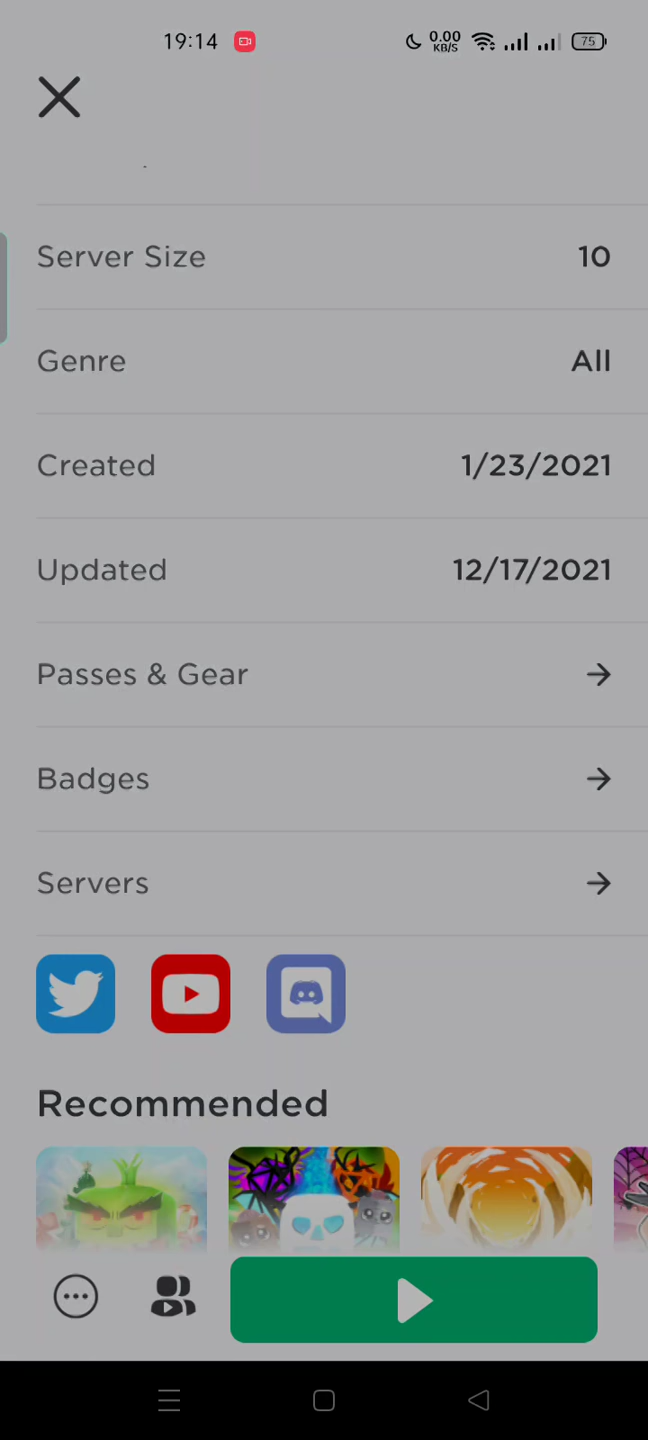 19:14
0.00
KB/S
75
Server Size 10
Genre All
Created 1/23/2021
Updated 12/17/2021
Passes & Gear
Badges
Servers
Recommended